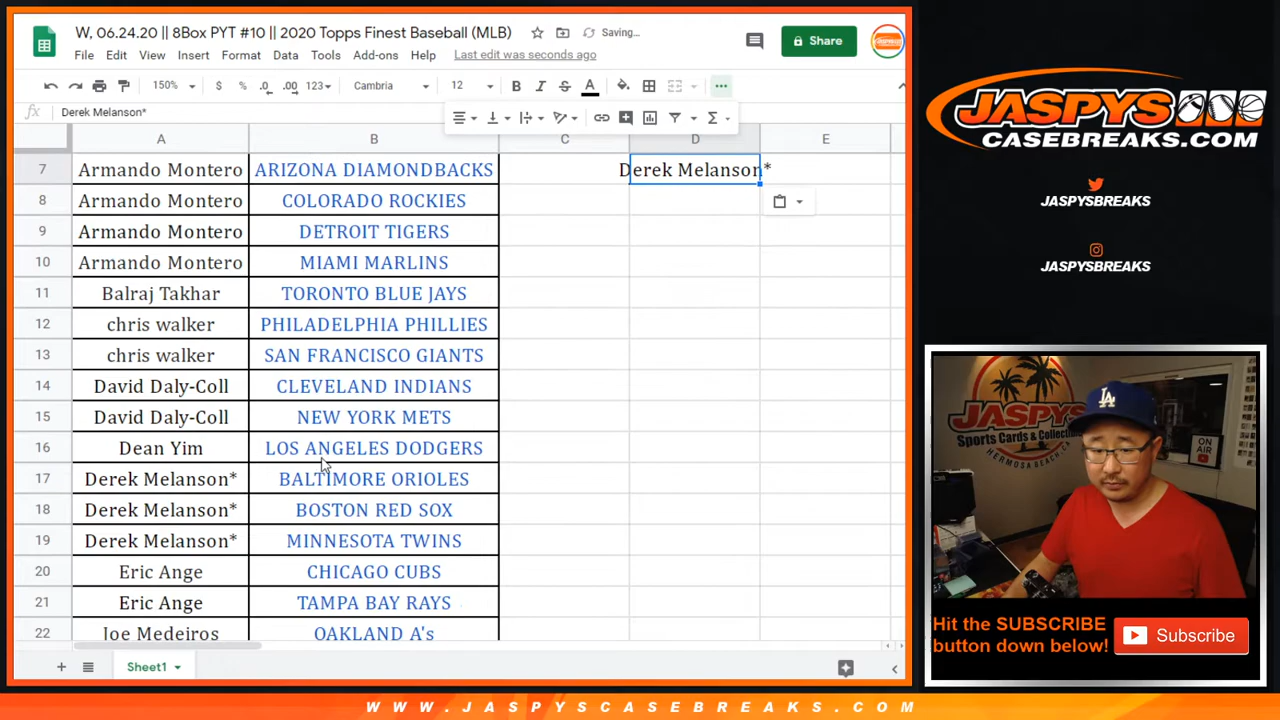 W, 06.24.20 || 8Box PYT #10 || 2020 Topps Finest Baseball (MLB)
Saving...
File Edit View Insert Format Data Tools Add-ons Help Last edit was seconds ago
Share
150% $ % .0 .00 123 Cambria 12 B I S A
fx Derek Melanson*
A B C D E
7 Armando Montero ARIZONA DIAMONDBACKS Derek Melanson*
8 Armando Montero COLORADO ROCKIES
9 Armando Montero DETROIT TIGERS
10 Armando Montero MIAMI MARLINS
11 Balraj Takhar TORONTO BLUE JAYS
12 chris walker PHILADELPHIA PHILLIES
13 chris walker SAN FRANCISCO GIANTS
14 David Daly-Coll CLEVELAND INDIANS
15 David Daly-Coll NEW YORK METS
16 Dean Yim LOS ANGELES DODGERS
17 Derek Melanson* BALTIMORE ORIOLES
18 Derek Melanson* BOSTON RED SOX
19 Derek Melanson* MINNESOTA TWINS
20 Eric Ange CHICAGO CUBS
21 Eric Ange TAMPA BAY RAYS
22 Joe Medeiros OAKLAND A's
Sheet1
JASPYS
CASEBREAKS.COM
JASPYSBREAKS
JASPYSBREAKS
JASPYS
Sports Cards & Collectibles
HERMOSA BEACH, CA
LA
ON AIR
Hit the SUBSCRIBE
button down below!
Subscribe
WWW.JASPYSCASEBREAKS.COM